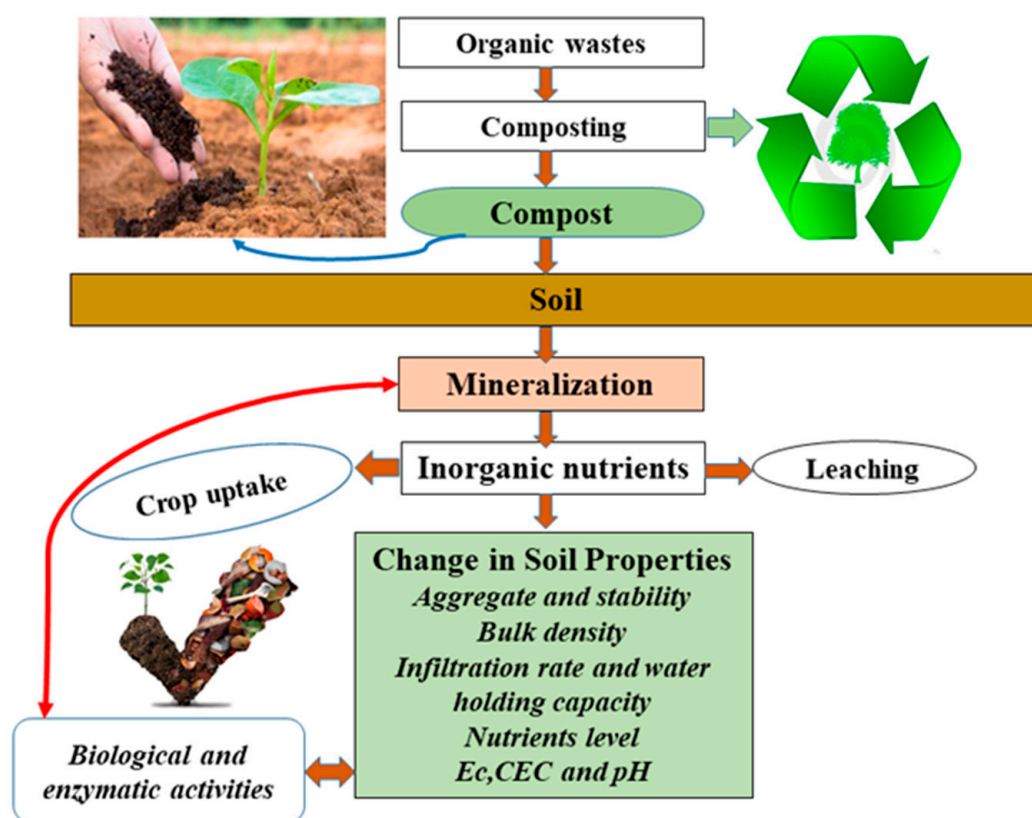 Organic wastes
Composting
Compost
Soil
Mineralization
Inorganic nutrients
Crop uptake
Leaching
Change in Soil Properties
Aggregate and stability
Bulk density
Infiltration rate and water
holding capacity
Nutrients level
Ec,CEC and pH
Biological and
enzymatic activities